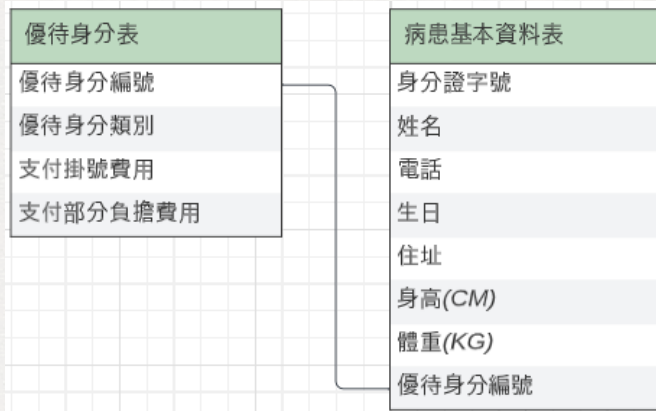 優待身分表
優待身分編號
優待身分類別
支付掛號費用
支付部分負擔費用
病患基本資料表
身分證字號
姓名
電話
生日
住址
身高(CM)
體重(KG)
優待身分編號